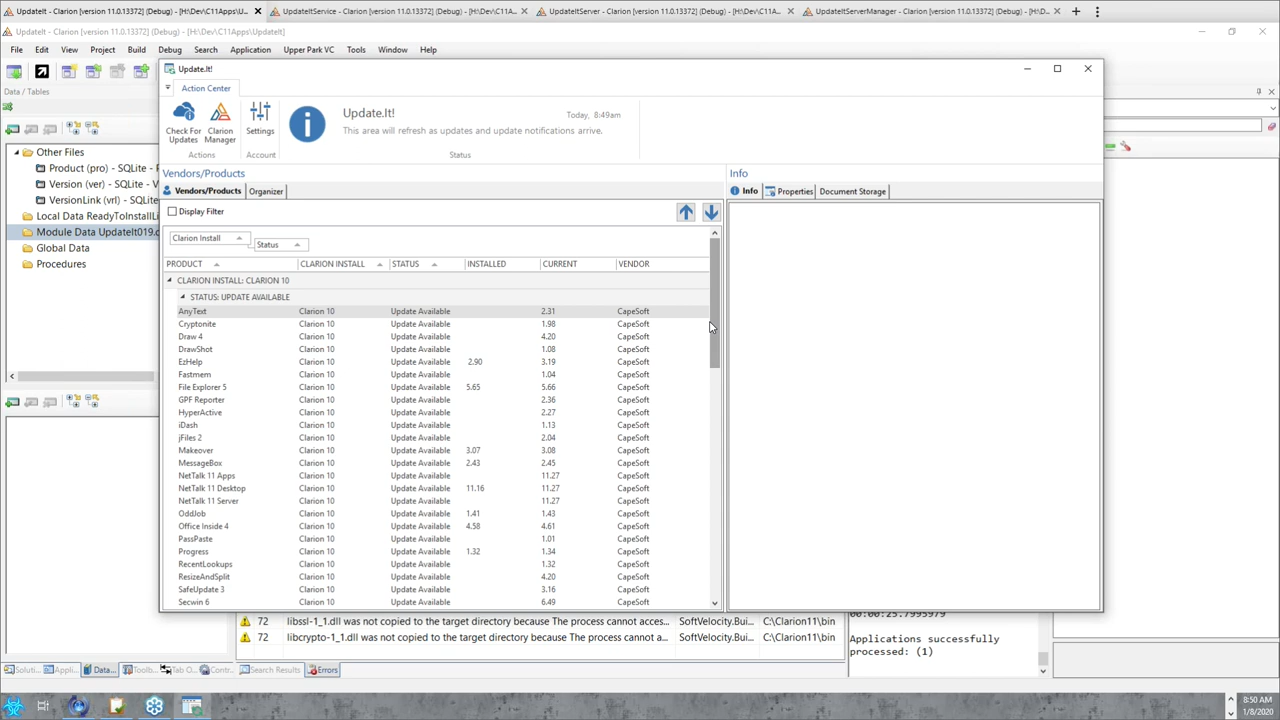 UpdateIt - Clarion [version 11.0.13372] (Debug) - [H:\Dev\C11Apps\UpdateIt]
UpdateItService - Clarion [version 11.0.13372] (Debug) - [H:\Dev\C11A...
UpdateItServer - Clarion [version 11.0.13372] (Debug) - [H:\Dev\C11Ap...
UpdateItServerManager - Clarion [version 11.0.13372] (Debug) - [H:\De...
UpdateIt - Clarion [version 11.0.13372] (Debug) - [H:\Dev\C11Apps\UpdateIt]
File Edit View Project Build Debug Search Application Upper Park VC Tools Window Help
Data / Tables
Other Files
Product (pro) - SQLite - F
Version (ver) - SQLite - V
VersionLink (vrl) - SQLite
Local Data ReadyToInstallLi
Module Data UpdateIt019.c
Global Data
Procedures
Update.It!
Action Center
Check For Updates
Clarion Manager
Settings
Actions
Account
Update.It!
Today, 8:49am
This area will refresh as updates and update notifications arrive.
Status
Vendors/Products
Vendors/Products Organizer
Display Filter
Clarion Install
Status
PRODUCT CLARION INSTALL STATUS INSTALLED CURRENT VENDOR
CLARION INSTALL: CLARION 10
STATUS: UPDATE AVAILABLE
AnyText Clarion 10 Update Available 2.31 CapeSoft
Cryptonite Clarion 10 Update Available 1.98 CapeSoft
Draw 4 Clarion 10 Update Available 4.20 CapeSoft
DrawShot Clarion 10 Update Available 1.08 CapeSoft
EzHelp Clarion 10 Update Available 2.90 3.19 CapeSoft
Fastmem Clarion 10 Update Available 1.04 CapeSoft
File Explorer 5 Clarion 10 Update Available 5.65 5.66 CapeSoft
GPF Reporter Clarion 10 Update Available 2.36 CapeSoft
HyperActive Clarion 10 Update Available 2.27 CapeSoft
iDash Clarion 10 Update Available 1.13 CapeSoft
jFiles 2 Clarion 10 Update Available 2.04 CapeSoft
Makeover Clarion 10 Update Available 3.07 3.08 CapeSoft
MessageBox Clarion 10 Update Available 2.43 2.45 CapeSoft
NetTalk 11 Apps Clarion 10 Update Available 11.27 CapeSoft
NetTalk 11 Desktop Clarion 10 Update Available 11.16 11.27 CapeSoft
NetTalk 11 Server Clarion 10 Update Available 11.27 CapeSoft
OddJob Clarion 10 Update Available 1.41 1.43 CapeSoft
Office Inside 4 Clarion 10 Update Available 4.58 4.61 CapeSoft
PassPaste Clarion 10 Update Available 1.01 CapeSoft
Progress Clarion 10 Update Available 1.32 1.34 CapeSoft
RecentLookups Clarion 10 Update Available 1.32 CapeSoft
ResizeAndSplit Clarion 10 Update Available 4.20 CapeSoft
SafeUpdate 3 Clarion 10 Update Available 3.16 CapeSoft
Secwin 6 Clarion 10 Update Available 6.49 CapeSoft
Info
Info Properties Document Storage
72 libssl-1_1.dll was not copied to the target directory because The process cannot acces... SoftVelocity.Bui... C:\Clarion11\bin
72 libcrypto-1_1.dll was not copied to the target directory because The process cannot a... SoftVelocity.Bui... C:\Clarion11\bin
00:00:25.7995979
Applications successfully
processed: (1)
Soluti... Appli... Data... Toolb... Tab O... Contr...
Search Results Errors
8:50 AM
1/8/2020